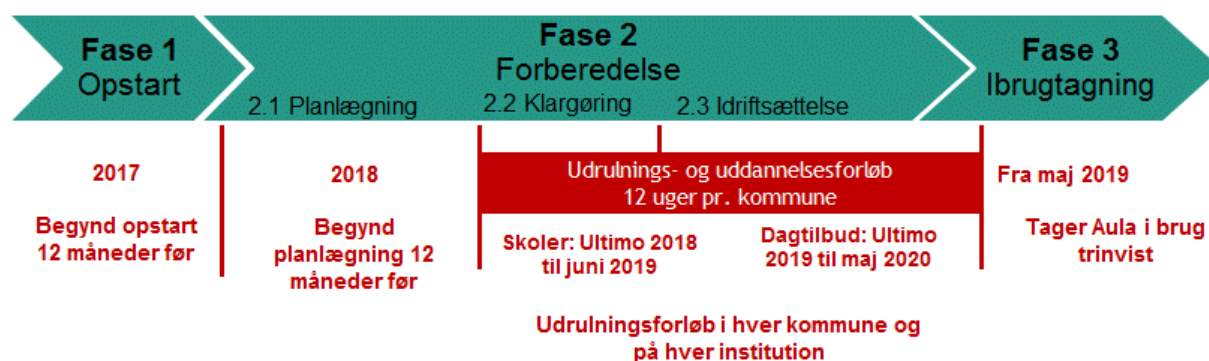 Fase 1
Opstart
Fase 2
Forberedelse
2.1 Planlægning
2.2 Klargøring
2.3 Idriftsættelse
Fase 3
Ibrugtagning
2017
Begynd opstart
12 måneder før
2018
Begynd
planlægning 12
måneder før
Udrulnings- og uddannelsesforløb
12 uger pr. kommune
Skoler: Ultimo 2018
til juni 2019
Dagtilbud: Ultimo
2019 til maj 2020
Udrulningsforløb i hver kommune og
på hver institution
Fra maj 2019
Tager Aula i brug
trinvist